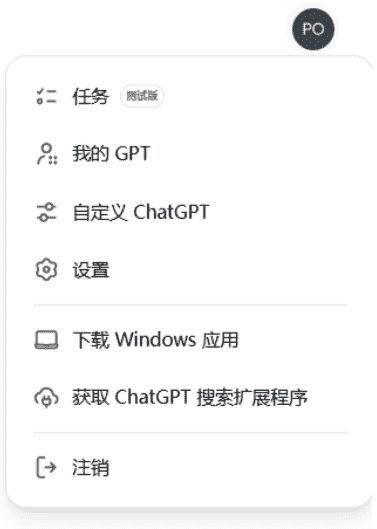 PO
任务 测试版
我的 GPT
自定义 ChatGPT
设置
下载 Windows 应用
获取 ChatGPT 搜索扩展程序
注销